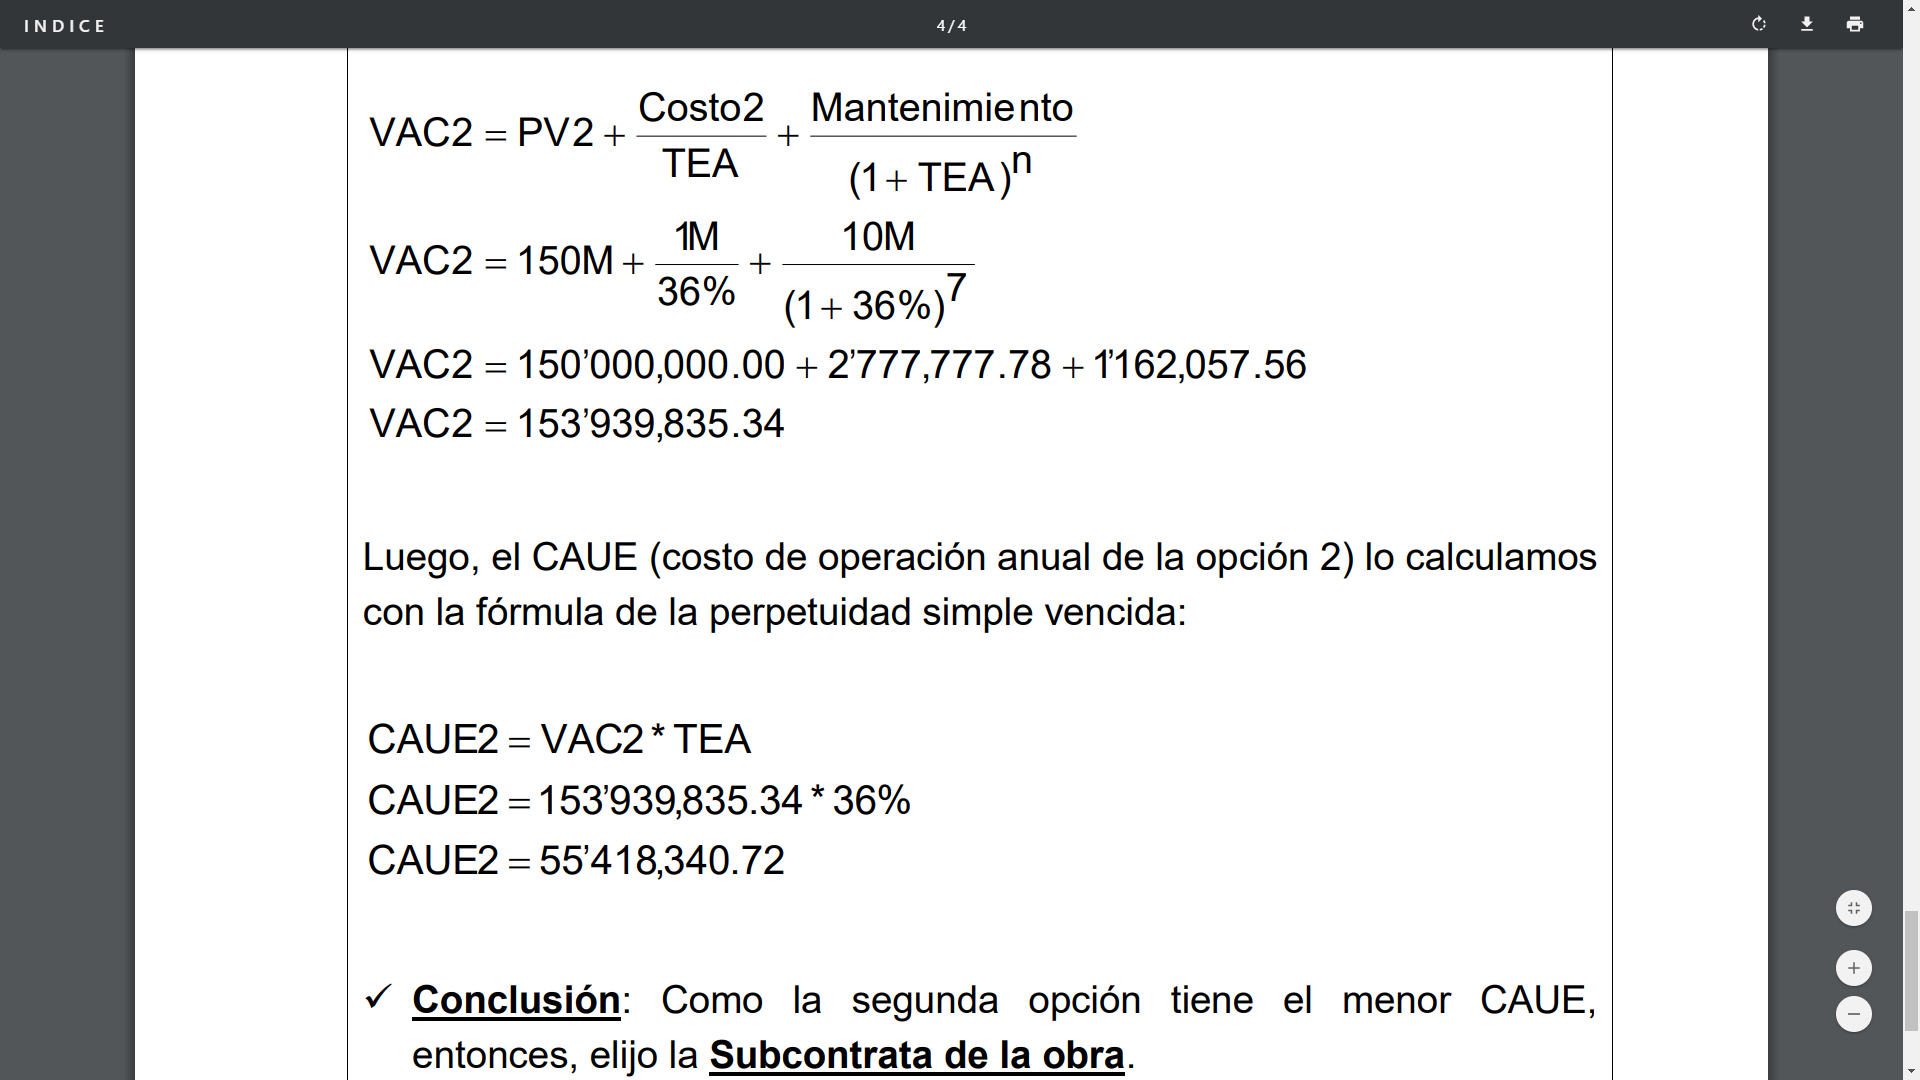 INDICE
4/4
VAC2 = PV2 + Costo2/TEA + Mantenimiento/(1+ TEA)^n
VAC2 = 150M + 1M/36% + 10M/(1+ 36%)^7
VAC2 = 150’000,000.00 + 2’777,777.78 + 1’162,057.56
VAC2 = 153’939,835.34
Luego, el CAUE (costo de operación anual de la opción 2) lo calculamos
con la fórmula de la perpetuidad simple vencida:
CAUE2 = VAC2 * TEA
CAUE2 = 153’939,835.34 * 36%
CAUE2 = 55’418,340.72
✓ Conclusión: Como la segunda opción tiene el menor CAUE,
entonces, elijo la Subcontrata de la obra.